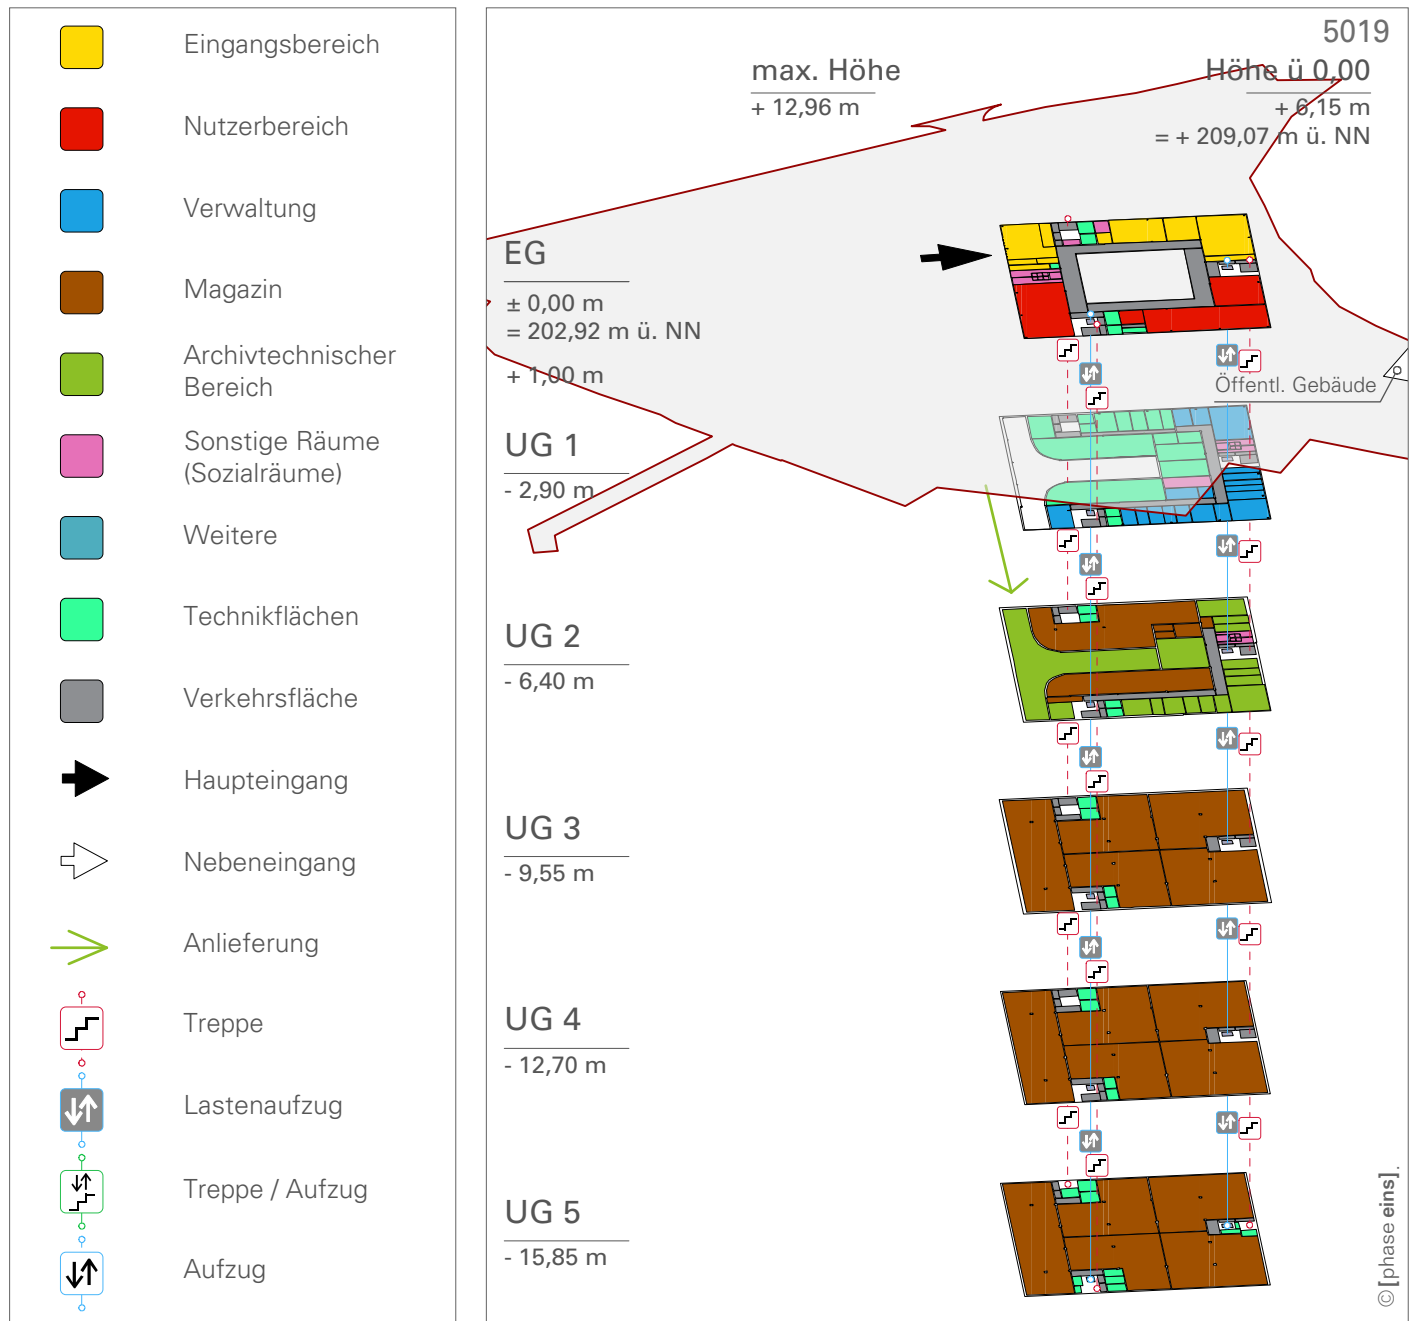 Eingangsbereich
Nutzerbereich
Verwaltung
Magazin
Archivtechnischer
Bereich
Sonstige Räume
(Sozialräume)
Weitere
Technikflächen
Verkehrsfläche
Haupteingang
Nebeneingang
Anlieferung
Treppe
Lastenaufzug
Treppe / Aufzug
Aufzug
5019
max. Höhe
+ 12,96 m
Höhe ü 0,00
+ 6,15 m
= + 209,07 m ü. NN
EG
± 0,00 m
= 202,92 m ü. NN
+ 1,00 m
Öffentl. Gebäude
UG 1
- 2,90 m
UG 2
- 6,40 m
UG 3
- 9,55 m
UG 4
- 12,70 m
UG 5
- 15,85 m
© [phase eins].